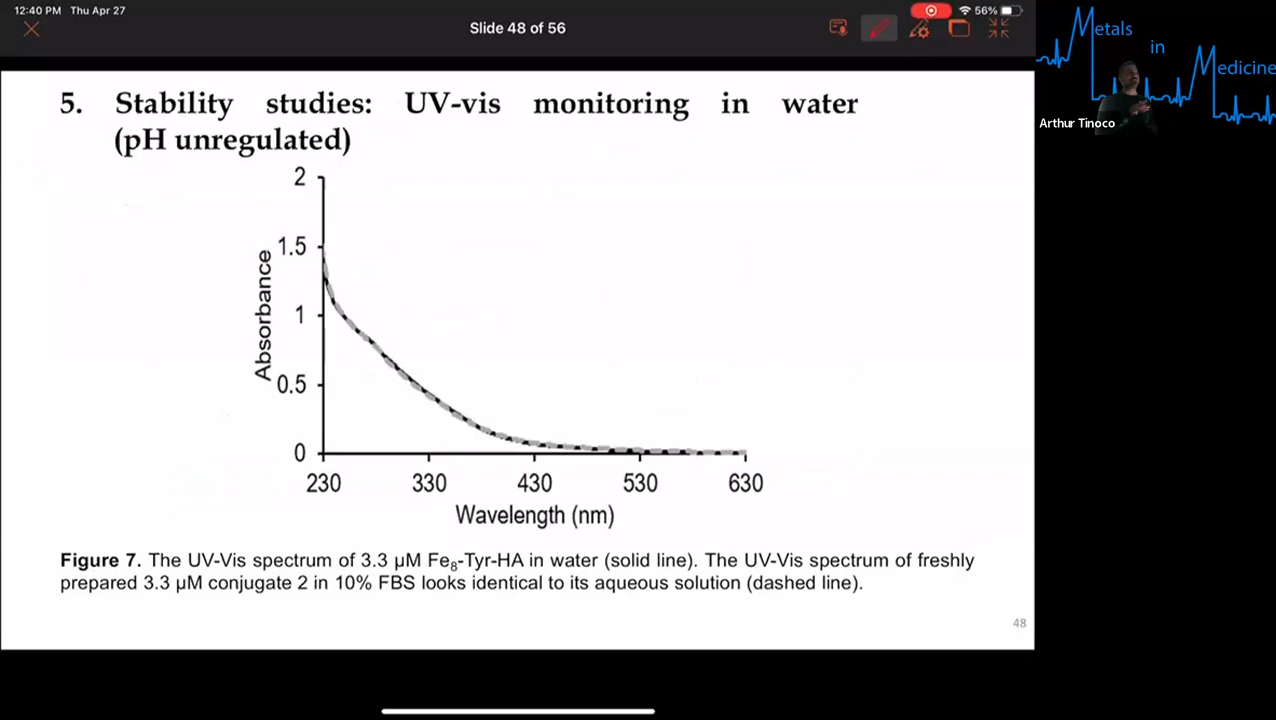 12:40 PM Thu Apr 27
56%
Slide 48 of 56
Metals
in
Medicine
Arthur Tinoco
5. Stability studies: UV-vis monitoring in water
(pH unregulated)
2
1.5
1
0.5
0
Absorbance
230 330 430 530 630
Wavelength (nm)
Figure 7. The UV-Vis spectrum of 3.3 µM Fe₈-Tyr-HA in water (solid line). The UV-Vis spectrum of freshly
prepared 3.3 µM conjugate 2 in 10% FBS looks identical to its aqueous solution (dashed line).
48